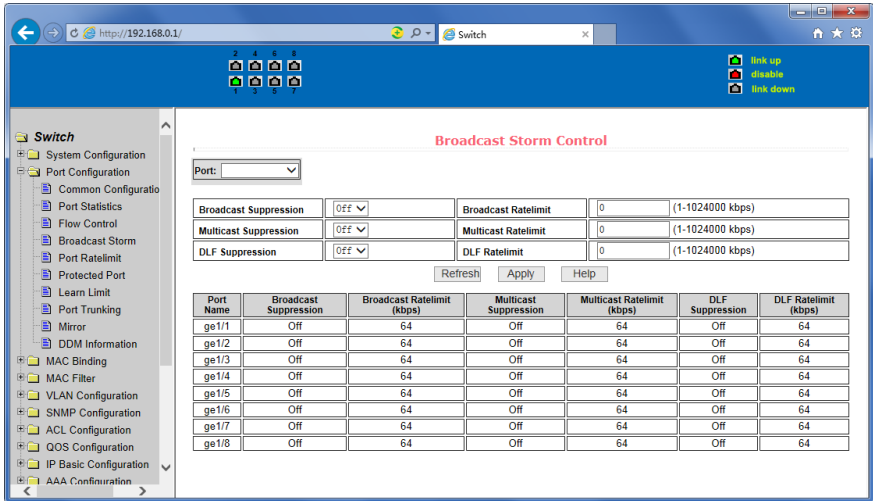 http://192.168.0.1/
Switch
2 4 6 8
1 3 5 7
link up
disable
link down
Switch
System Configuration
Port Configuration
Common Configuratio
Port Statistics
Flow Control
Broadcast Storm
Port Ratelimit
Protected Port
Learn Limit
Port Trunking
Mirror
DDM Information
MAC Binding
MAC Filter
VLAN Configuration
SNMP Configuration
ACL Configuration
QOS Configuration
IP Basic Configuration
AAA Configuration
Broadcast Storm Control
Port:
Broadcast Suppression Off Broadcast Ratelimit 0 (1-1024000 kbps)
Multicast Suppression Off Multicast Ratelimit 0 (1-1024000 kbps)
DLF Suppression Off DLF Ratelimit 0 (1-1024000 kbps)
Refresh Apply Help
Port Name Broadcast Suppression Broadcast Ratelimit (kbps) Multicast Suppression Multicast Ratelimit (kbps) DLF Suppression DLF Ratelimit (kbps)
ge1/1 Off 64 Off 64 Off 64
ge1/2 Off 64 Off 64 Off 64
ge1/3 Off 64 Off 64 Off 64
ge1/4 Off 64 Off 64 Off 64
ge1/5 Off 64 Off 64 Off 64
ge1/6 Off 64 Off 64 Off 64
ge1/7 Off 64 Off 64 Off 64
ge1/8 Off 64 Off 64 Off 64